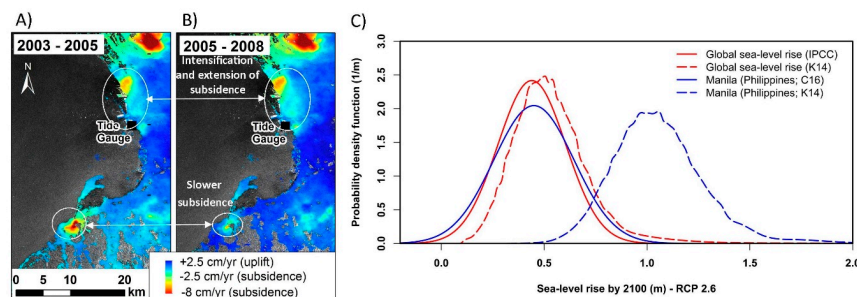 A)
2003 - 2005
N
Tide
Gauge
0 5 10 20
km
B)
2005 - 2008
Intensification
and extension of
subsidence
Tide
Gauge
Slower
subsidence
+2.5 cm/yr (uplift)
-2.5 cm/yr (subsidence)
-8 cm/yr (subsidence)
C)
Probability density function (1/m)
3.0
2.5
2.0
1.5
1.0
0.5
0.0
Global sea-level rise (IPCC)
Global sea-level rise (K14)
Manila (Philippines; C16)
Manila (Philippines; K14)
0.0 0.5 1.0 1.5 2.0
Sea-level rise by 2100 (m) - RCP 2.6